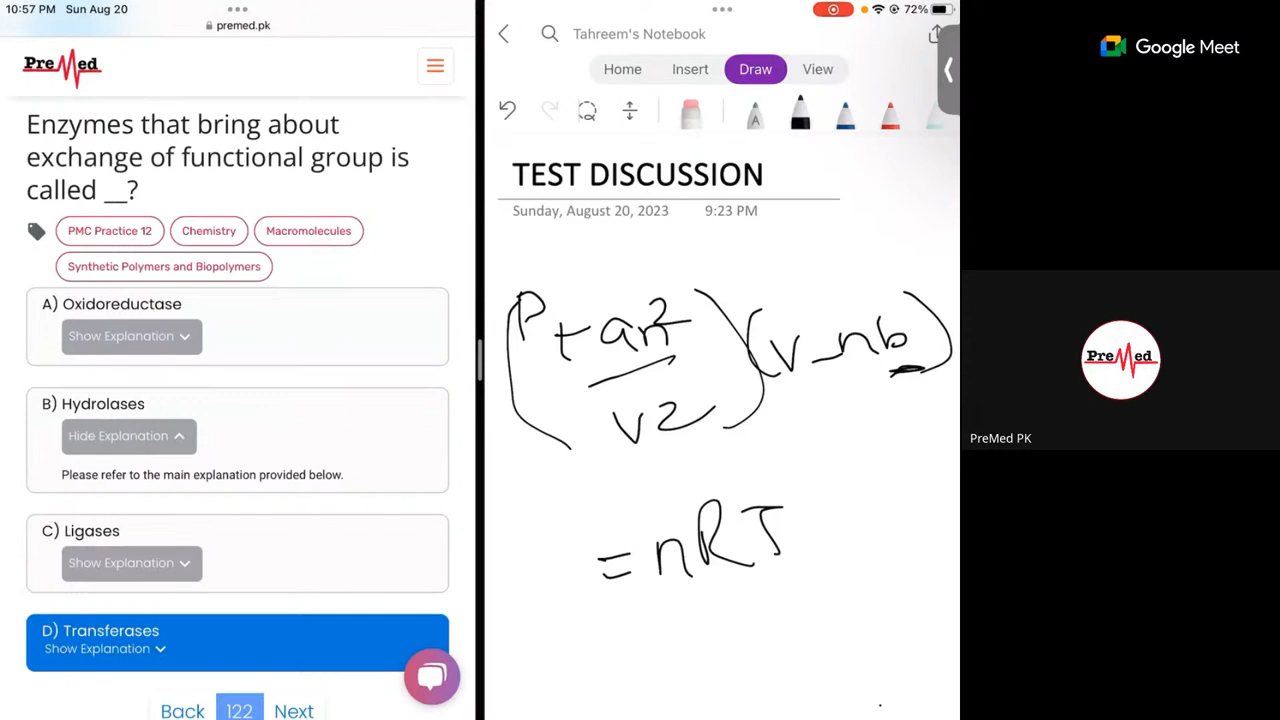 10:57 PM Sun Aug 20
premed.pk
PreMed
Enzymes that bring about
exchange of functional group is
called __?
PMC Practice 12
Chemistry
Macromolecules
Synthetic Polymers and Biopolymers
A) Oxidoreductase
Show Explanation
B) Hydrolases
Hide Explanation
Please refer to the main explanation provided below.
C) Ligases
Show Explanation
D) Transferases
Show Explanation
Back 122 Next
72%
Tahreem's Notebook
Home Insert Draw View
A
TEST DISCUSSION
Sunday, August 20, 2023 9:23 PM
(P + an²/v2) (v - nb)
= nRT
Google Meet
PreMed
PreMed PK